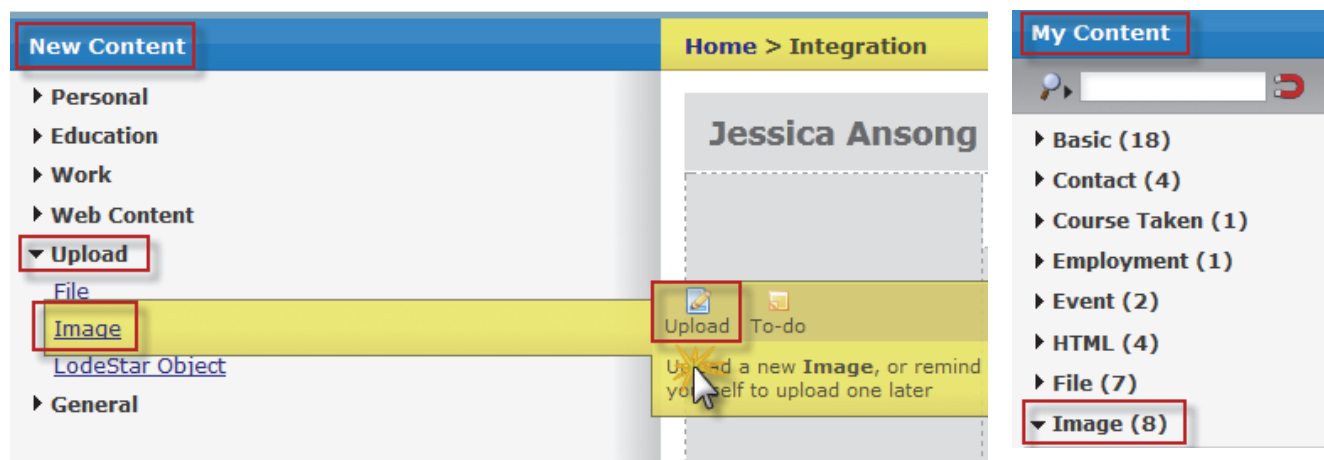 New Content
Personal
Education
Work
Web Content
Upload
File
Image
LodeStar Object
General
Home > Integration
Jessica Ansong
Upload To-do
Upload a new Image, or remind
yourself to upload one later
My Content
Basic (18)
Contact (4)
Course Taken (1)
Employment (1)
Event (2)
HTML (4)
File (7)
Image (8)